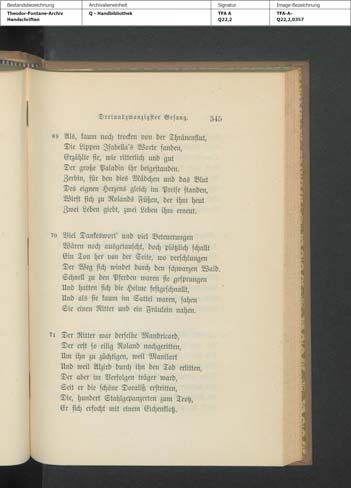 Bestandsbezeichnung
Archivalieneinheit
Signatur
Image-Bezeichnung
Theodor-Fontane-Archiv
Handschriften
Q - Handbibliothek
TFA A
Q22,2
TFA-A-
Q22,2,0357
Dreiundzwanzigster Gesang. 345
69 Als, kaum noch trocken von der Thränenflut,
Die Lippen Isabella's Worte fanden,
Erzählte sie, wie ritterlich und gut
Der große Paladin ihr beigestanden.
Zerbin, für den dies Mädchen und das Blut
Des eignen Herzens gleich im Preise standen,
Wirft sich zu Rolands Füßen, der ihm heut
Zwei Leben giebt, zwei Leben ihm erneut.
70 Viel Dankeswort' und viel Beteuerungen
Wären noch ausgetauscht, doch plötzlich schallt
Ein Ton her von der Seite, wo verschlungen
Der Weg sich windet durch den schwarzen Wald.
Schnell zu den Pferden waren sie gesprungen
Und hatten sich die Helme festgeschnallt,
Und als sie kaum im Sattel waren, sahen
Sie einen Ritter und ein Fräulein nahen.
71 Der Ritter war derselbe Mandricard,
Der erst so eilig Roland nachgeritten,
Um ihn zu züchtigen, weil Manilart
Und weil Alzird durch ihn den Tod erlitten,
Der aber im Verfolgen träger ward,
Seit er die schöne Doraliß erstritten,
Die, hundert Stahlgepanzerten zum Trotz,
Er sich erfocht mit einem Eichenklotz.